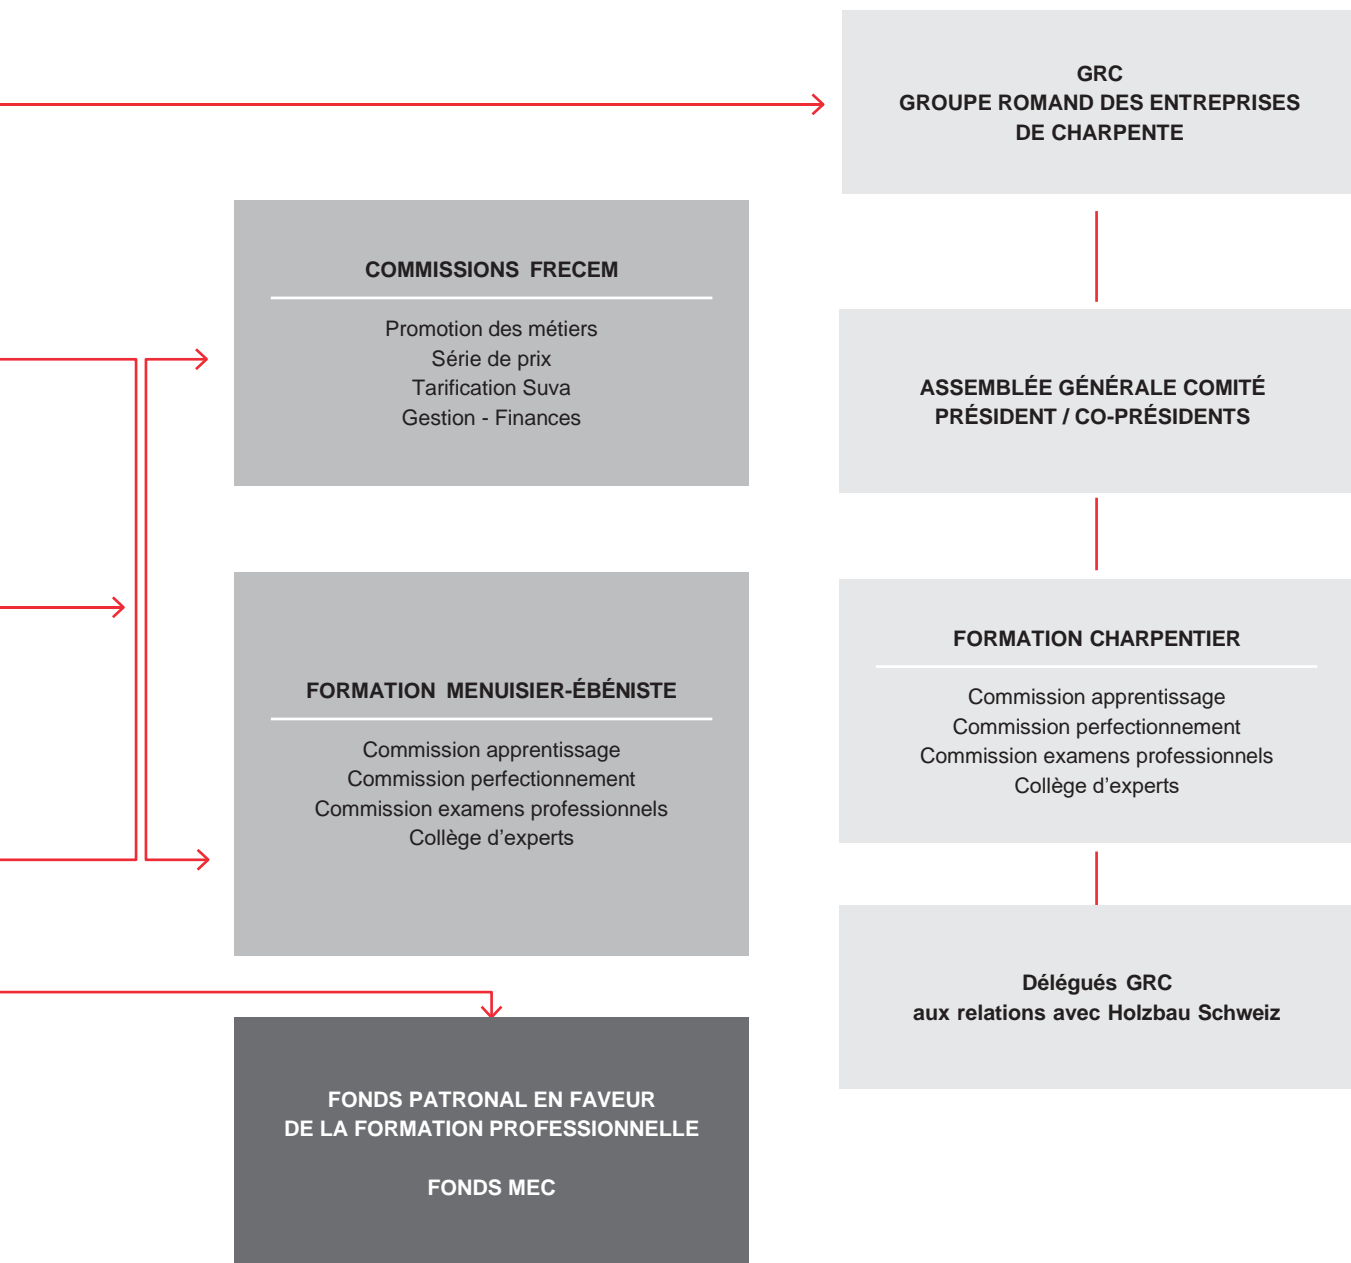 GRC
GROUPE ROMAND DES ENTREPRISES
DE CHARPENTE
COMMISSIONS FRECEM
Promotion des métiers
Série de prix
Tarification Suva
Gestion - Finances
ASSEMBLÉE GÉNÉRALE COMITÉ
PRÉSIDENT / CO-PRÉSIDENTS
FORMATION MENUISIER-ÉBÉNISTE
Commission apprentissage
Commission perfectionnement
Commission examens professionnels
Collège d’experts
FORMATION CHARPENTIER
Commission apprentissage
Commission perfectionnement
Commission examens professionnels
Collège d’experts
Délégués GRC
aux relations avec Holzbau Schweiz
FONDS PATRONAL EN FAVEUR
DE LA FORMATION PROFESSIONNELLE
FONDS MEC